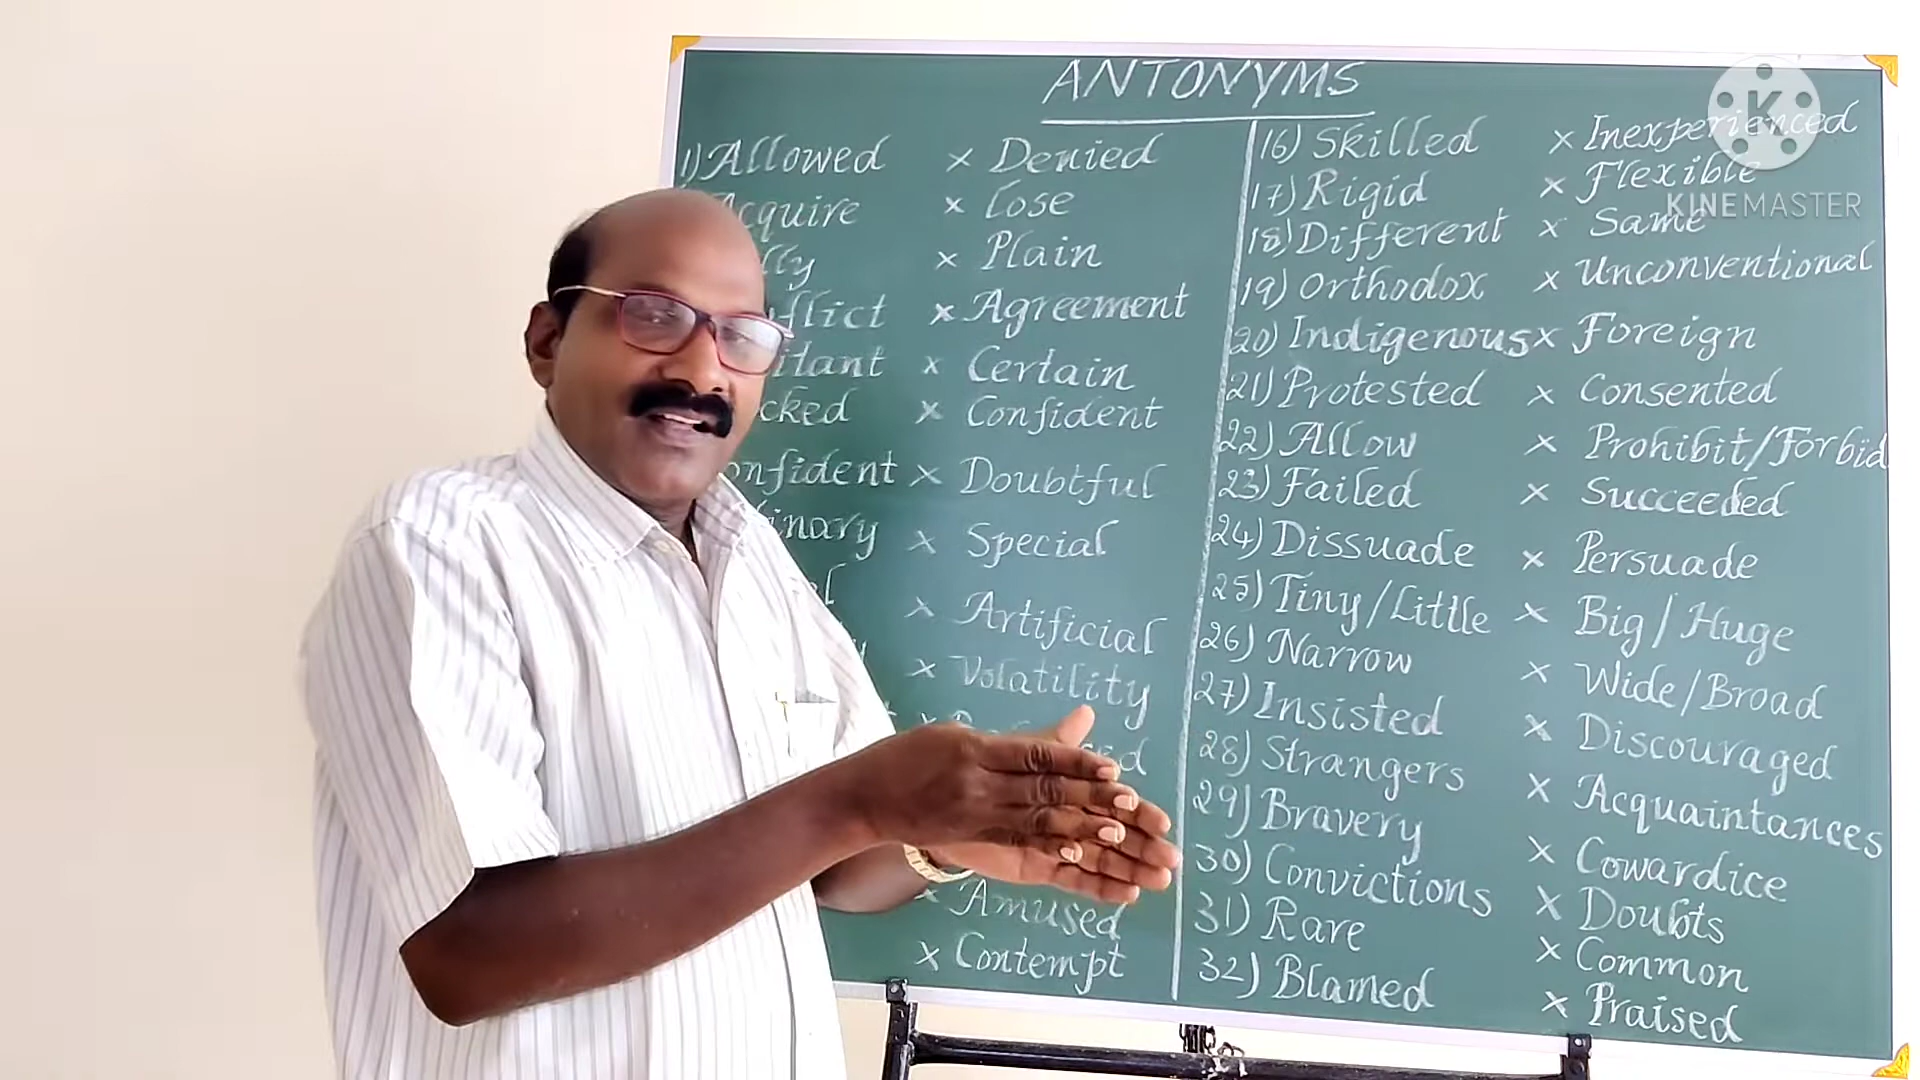 ANTONYMS
1) Allowed × Denied
Acquire × Lose
× Plain
× Agreement
× Certain
× Confident
× Doubtful
× Special
× Artificial
× Volatility
× Amused
× Contempt
16) Skilled × Inexperienced
17) Rigid × Flexible
18) Different × Same
19) Orthodox × Unconventional
20) Indigenous × Foreign
21) Protested × Consented
22) Allow × Prohibit/Forbid
23) Failed × Succeeded
24) Dissuade × Persuade
25) Tiny/Little × Big/Huge
26) Narrow × Wide/Broad
27) Insisted × Discouraged
28) Strangers × Acquaintances
29) Bravery × Cowardice
30) Convictions × Doubts
31) Rare × Common
32) Blamed × Praised
K
KINEMASTER